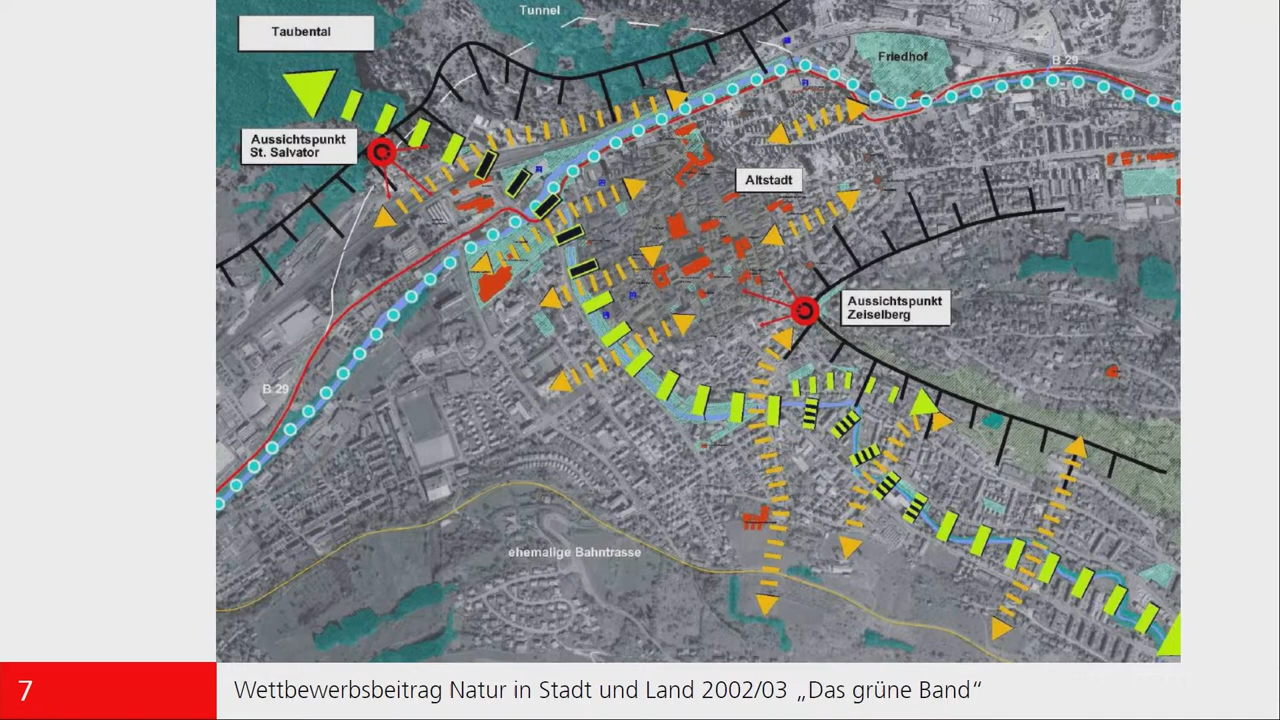 Tunnel
Taubental
Friedhof
B 29
Aussichtspunkt
St. Salvator
Altstadt
Aussichtspunkt
Zeiselberg
B 29
ehemalige Bahntrasse
7
Wettbewerbsbeitrag Natur in Stadt und Land 2002/03 „Das grüne Band“